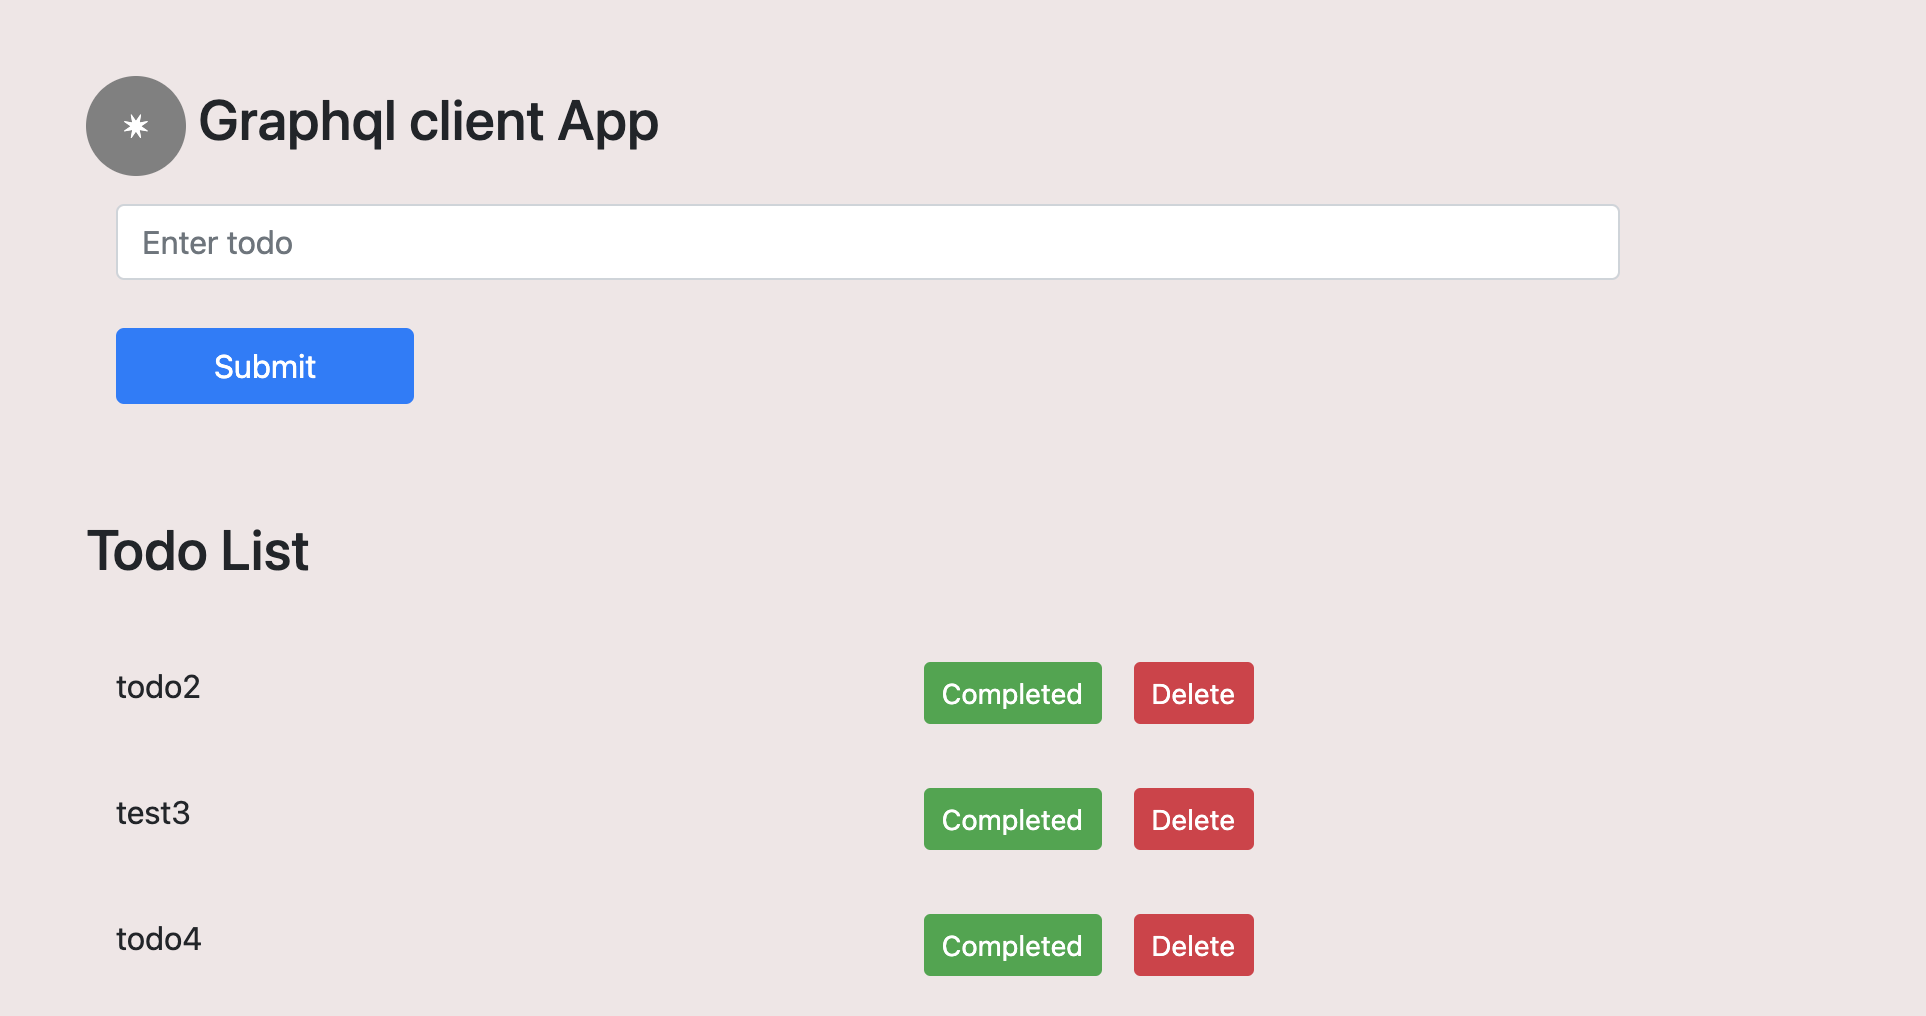 Graphql client App
Enter todo
Submit
Todo List
todo2 Completed Delete
test3 Completed Delete
todo4 Completed Delete